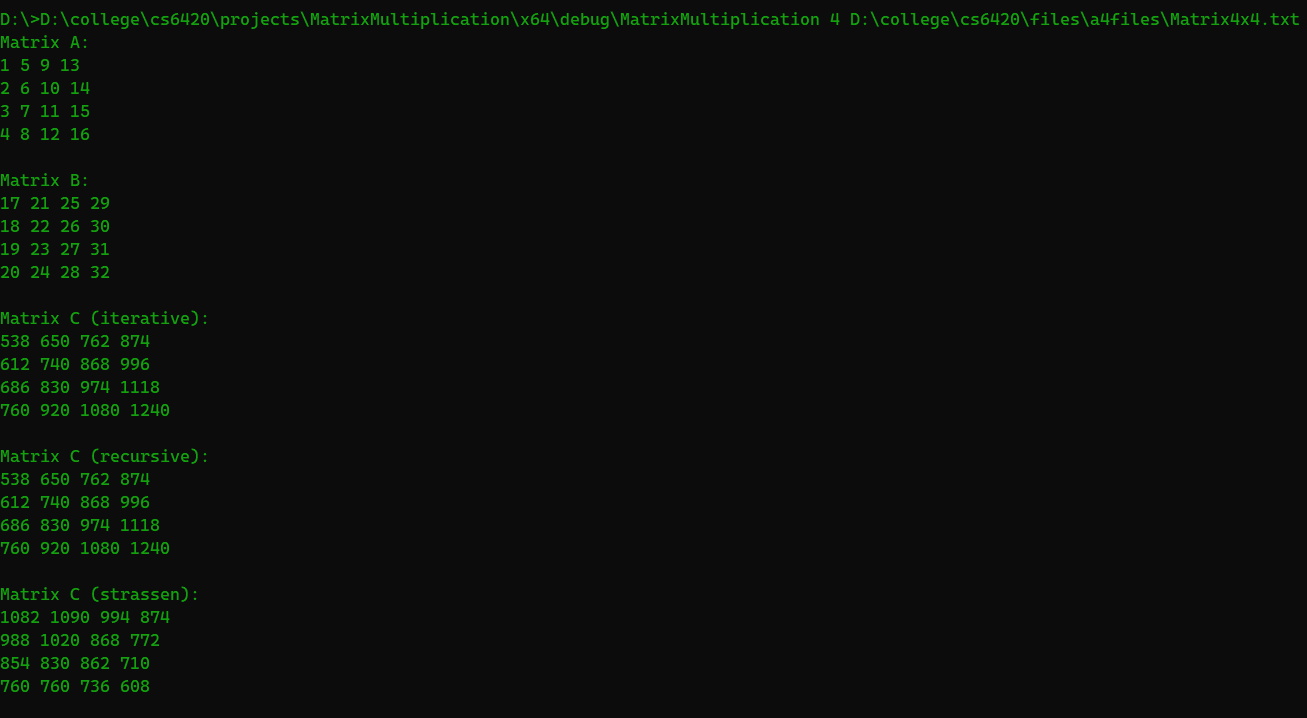 D:\>D:\college\cs6420\projects\MatrixMultiplication\x64\debug\MatrixMultiplication 4 D:\college\cs6420\files\a4files\Matrix4x4.txt
Matrix A:
1 5 9 13
2 6 10 14
3 7 11 15
4 8 12 16

Matrix B:
17 21 25 29
18 22 26 30
19 23 27 31
20 24 28 32

Matrix C (iterative):
538 650 762 874
612 740 868 996
686 830 974 1118
760 920 1080 1240

Matrix C (recursive):
538 650 762 874
612 740 868 996
686 830 974 1118
760 920 1080 1240

Matrix C (strassen):
1082 1090 994 874
988 1020 868 772
854 830 862 710
760 760 736 608